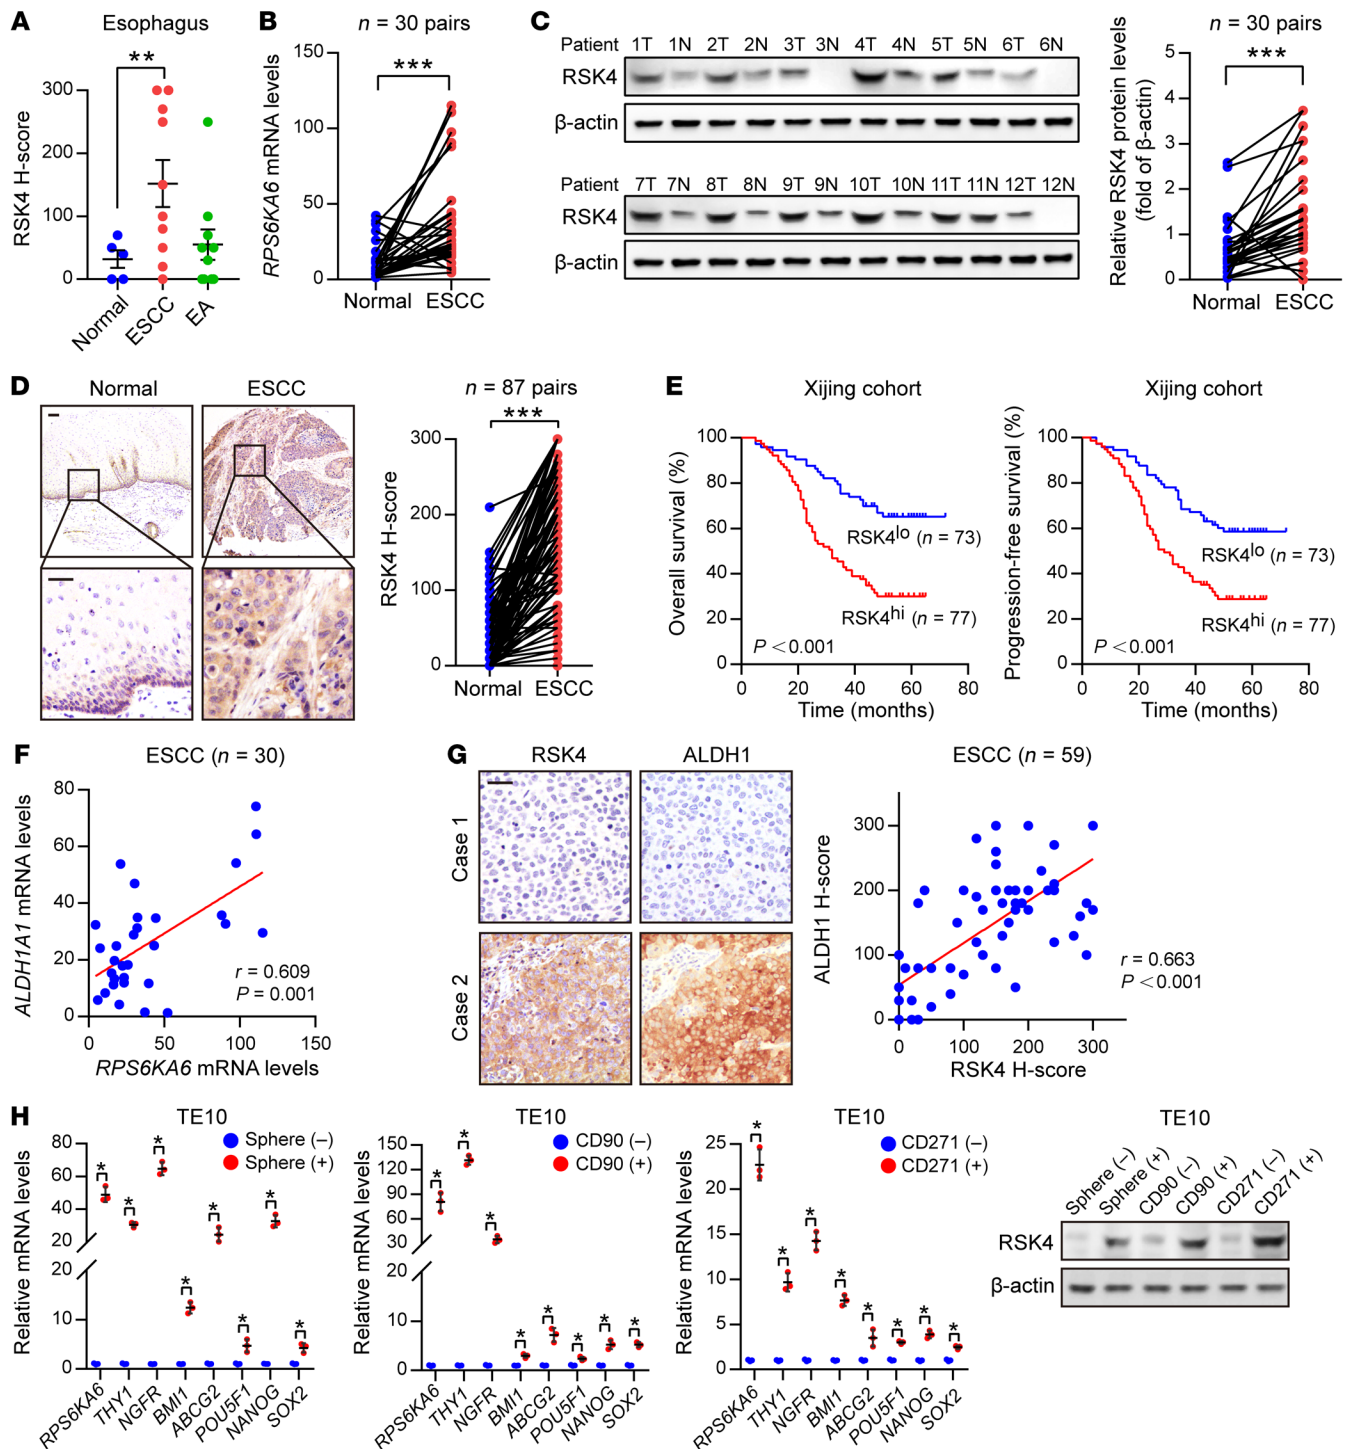 A
Esophagus
**
RSK4 H-score
300
200
100
0
Normal
ESCC
EA
B
n = 30 pairs
***
RPS6KA6 mRNA levels
150
100
50
0
Normal ESCC
C
Patient 1T 1N 2T 2N 3T 3N 4T 4N 5T 5N 6T 6N
RSK4
β-actin
Patient 7T 7N 8T 8N 9T 9N 10T 10N 11T 11N 12T 12N
RSK4
β-actin
n = 30 pairs
***
Relative RSK4 protein levels
(fold of β-actin)
5
4
3
2
1
0
Normal ESCC
D
Normal ESCC
n = 87 pairs
***
RSK4 H-score
300
200
100
0
Normal ESCC
E
Xijing cohort
Overall survival (%)
100
80
60
40
20
0
RSK4lo (n = 73)
RSK4hi (n = 77)
P < 0.001
0 20 40 60 80
Time (months)
Xijing cohort
Progression-free survival (%)
100
80
60
40
20
0
RSK4lo (n = 73)
RSK4hi (n = 77)
P < 0.001
0 20 40 60 80
Time (months)
F
ESCC (n = 30)
ALDH1A1 mRNA levels
80
60
40
20
0
r = 0.609
P = 0.001
0 50 100 150
RPS6KA6 mRNA levels
G
RSK4 ALDH1
Case 1
Case 2
ESCC (n = 59)
ALDH1 H-score
300
200
100
0
r = 0.663
P < 0.001
0 100 200 300
RSK4 H-score
H
TE10
Sphere (–)
Sphere (+)
Relative mRNA levels
80
60
40
20
20
10
0
* * * * * * * *
RPS6KA6 THY1 NGFR BMI1 ABCG2 POU5F1 NANOG SOX2
TE10
CD90 (–)
CD90 (+)
Relative mRNA levels
150
120
90
60
30
20
10
0
* * * * * * * *
RPS6KA6 THY1 NGFR BMI1 ABCG2 POU5F1 NANOG SOX2
TE10
CD271 (–)
CD271 (+)
Relative mRNA levels
25
20
15
10
5
0
* * * * * * * *
RPS6KA6 THY1 NGFR BMI1 ABCG2 POU5F1 NANOG SOX2
TE10
Sphere (–) Sphere (+) CD90 (–) CD90 (+) CD271 (–) CD271 (+)
RSK4
β-actin